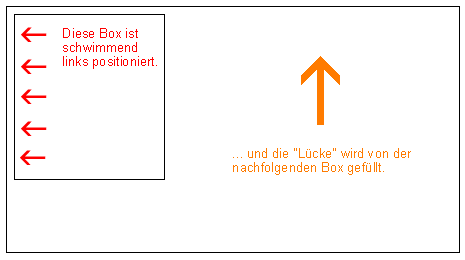 Diese Box ist
schwimmend
links positioniert.
... und die "Lücke" wird von der
nachfolgenden Box gefüllt.